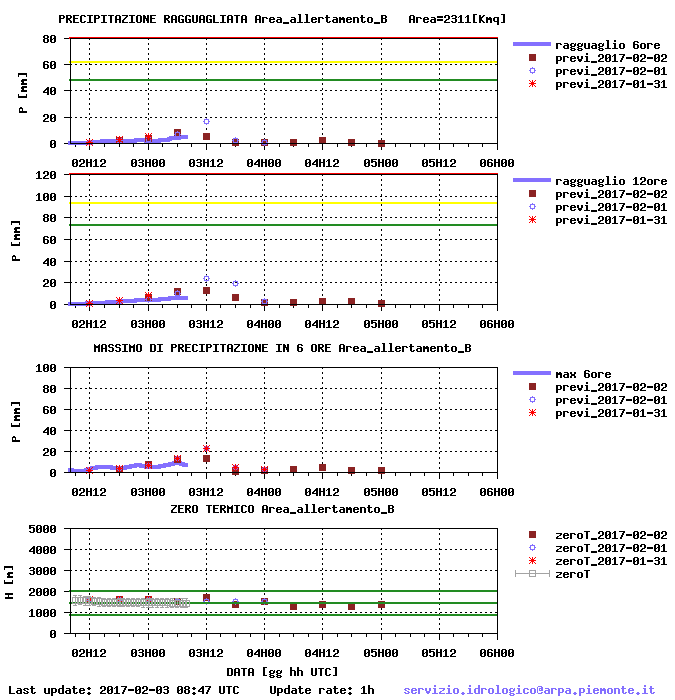 PRECIPITAZIONE RAGGUAGLIATA Area_allertamento_B Area=2311[Kmq]
80
60
40
20
0
P [mm]
02H12 03H00 03H12 04H00 04H12 05H00 05H12 06H00
ragguaglio 6ore
previ_2017-02-02
previ_2017-02-01
previ_2017-01-31
120
100
80
60
40
20
0
P [mm]
02H12 03H00 03H12 04H00 04H12 05H00 05H12 06H00
ragguaglio 12ore
previ_2017-02-02
previ_2017-02-01
previ_2017-01-31
MASSIMO DI PRECIPITAZIONE IN 6 ORE Area_allertamento_B
100
80
60
40
20
0
P [mm]
02H12 03H00 03H12 04H00 04H12 05H00 05H12 06H00
max 6ore
previ_2017-02-02
previ_2017-02-01
previ_2017-01-31
ZERO TERMICO Area_allertamento_B
5000
4000
3000
2000
1000
0
H [m]
02H12 03H00 03H12 04H00 04H12 05H00 05H12 06H00
zeroT_2017-02-02
zeroT_2017-02-01
zeroT_2017-01-31
zeroT
DATA [gg hh UTC]
Last update: 2017-02-03 08:47 UTC Update rate: 1h servizio.idrologico@arpa.piemonte.it